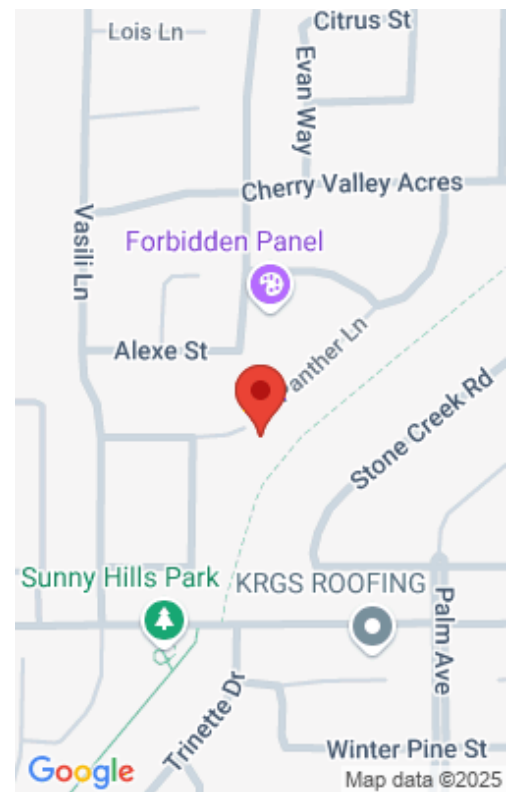 Lois Ln
Citrus St
Evan Way
Cherry Valley Acres
Vasili Ln
Forbidden Panel
Alexe St
Panther Ln
Stone Creek Rd
Sunny Hills Park
KRGS ROOFING
Palm Ave
Trinette Dr
Winter Pine St
Google
Map data ©2025